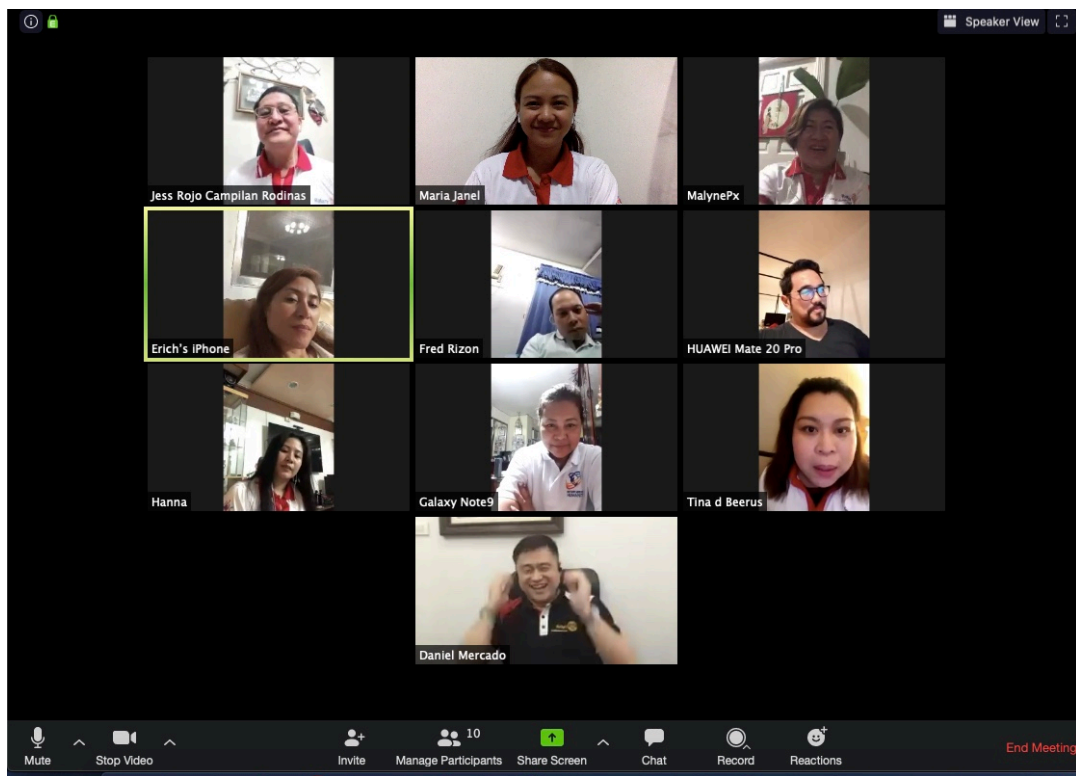 Speaker View
Jess Rojo Campilan Rodinas
Maria Janel
MalynePx
Erich's iPhone
Fred Rizon
HUAWEI Mate 20 Pro
Hanna
Galaxy Note9
Tina d Beerus
Daniel Mercado
10
Mute
Stop Video
Invite
Manage Participants
Share Screen
Chat
Record
Reactions
End Meeting